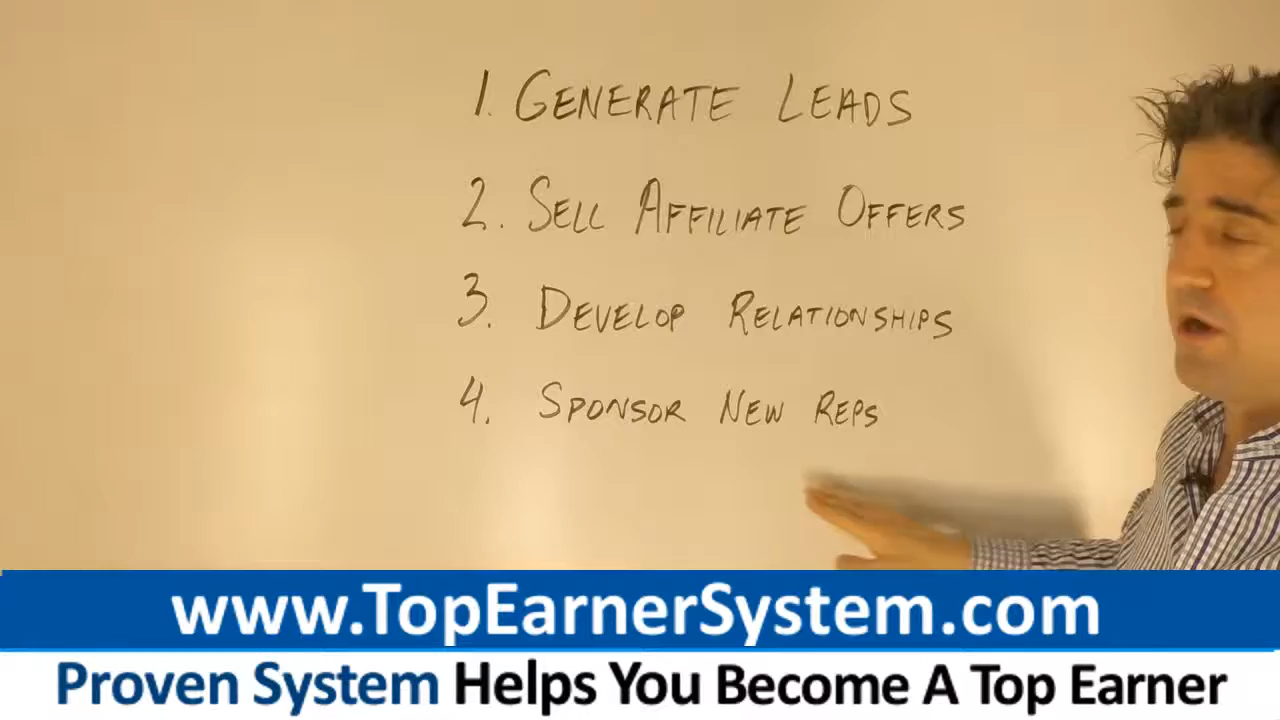 1. GENERATE LEADS
2. SELL AFFILIATE OFFERS
3. DEVELOP RELATIONSHIPS
4. SPONSOR NEW REPS
www.TopEarnerSystem.com
Proven System Helps You Become A Top Earner